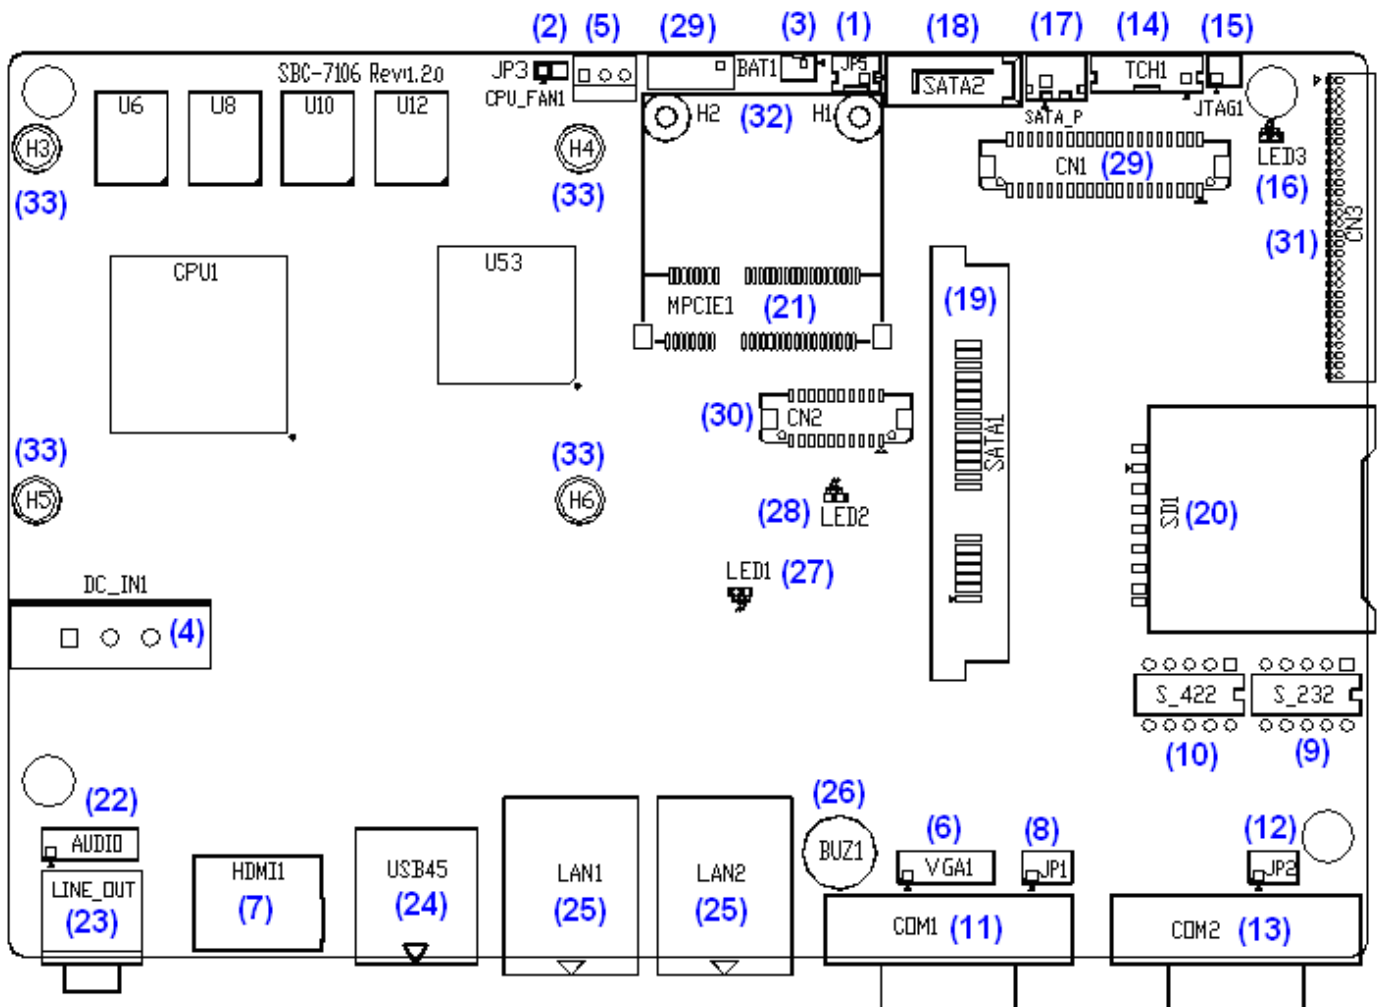 (2) (5) (29) (3) (1) (18) (17) (14) (15)
SBC-7106 Rev:1.20
JP3
CPU_FAN1
BAT1
JP5
SATA2
SATA_P
TCH1
JTAG1
U6 U8 U10 U12
H3 H4
(33) (33)
H2 (32) H1
CN1 (29)
LED3
(16)
(31) CN3
CPU1
U53
MPCIE1 (21)
(19)
SATA1
(30) CN2
(33) (33)
H5 H6
(28) LED2
SD1 (20)
LED1 (27)
DC_IN1
(4)
S_422 S_232
(10) (9)
(22)
AUDIO
LINE_OUT
(23)
HDMI1
(7)
USB45
(24)
LAN1
(25)
LAN2
(25)
(26)
BUZ1
(6) (8) (12)
VGA1 JP1 JP2
COM1 (11)
COM2 (13)